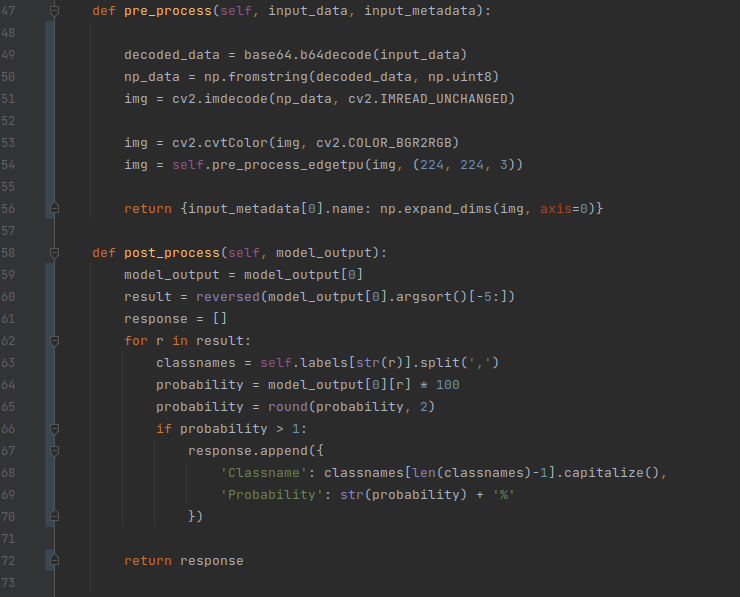 47 def pre_process(self, input_data, input_metadata):
48
49 decoded_data = base64.b64decode(input_data)
50 np_data = np.fromstring(decoded_data, np.uint8)
51 img = cv2.imdecode(np_data, cv2.IMREAD_UNCHANGED)
52
53 img = cv2.cvtColor(img, cv2.COLOR_BGR2RGB)
54 img = self.pre_process_edgetpu(img, (224, 224, 3))
55
56 return {input_metadata[0].name: np.expand_dims(img, axis=0)}
57
58 def post_process(self, model_output):
59 model_output = model_output[0]
60 result = reversed(model_output[0].argsort()[-5:])
61 response = []
62 for r in result:
63 classnames = self.labels[str(r)].split(',')
64 probability = model_output[0][r] * 100
65 probability = round(probability, 2)
66 if probability > 1:
67 response.append({
68 'Classname': classnames[len(classnames)-1].capitalize(),
69 'Probability': str(probability) + '%'
70 })
71
72 return response
73